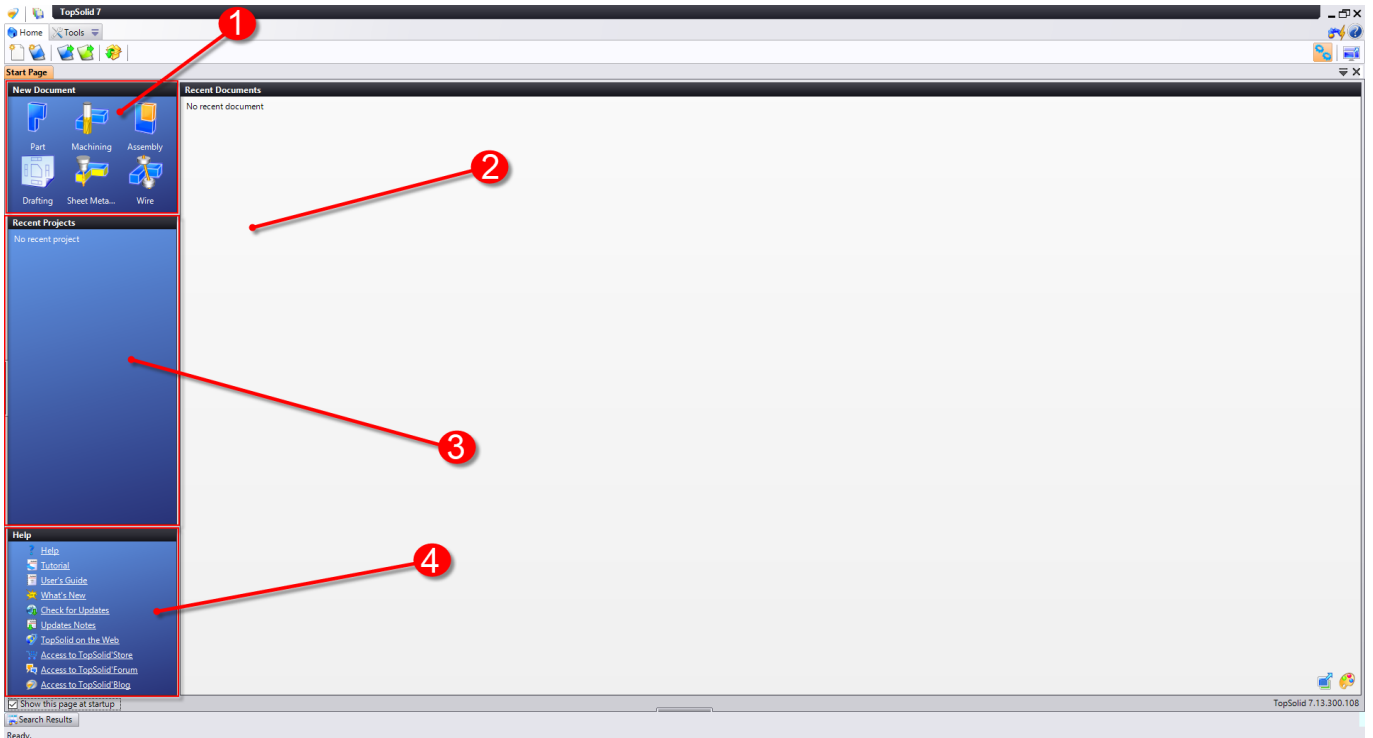 TopSolid 7
Home Tools
Start Page
New Document
Part Machining Assembly
Drafting Sheet Meta... Wire
Recent Projects
No recent project
Help
Help
Tutorial
User's Guide
What's New
Check for Updates
Updates Notes
TopSolid on the Web
Access to TopSolid'Store
Access to TopSolid'Forum
Access to TopSolid'Blog
Recent Documents
No recent document
1
2
3
4
Show this page at startup
TopSolid 7.13.300.108
Search Results
Ready.